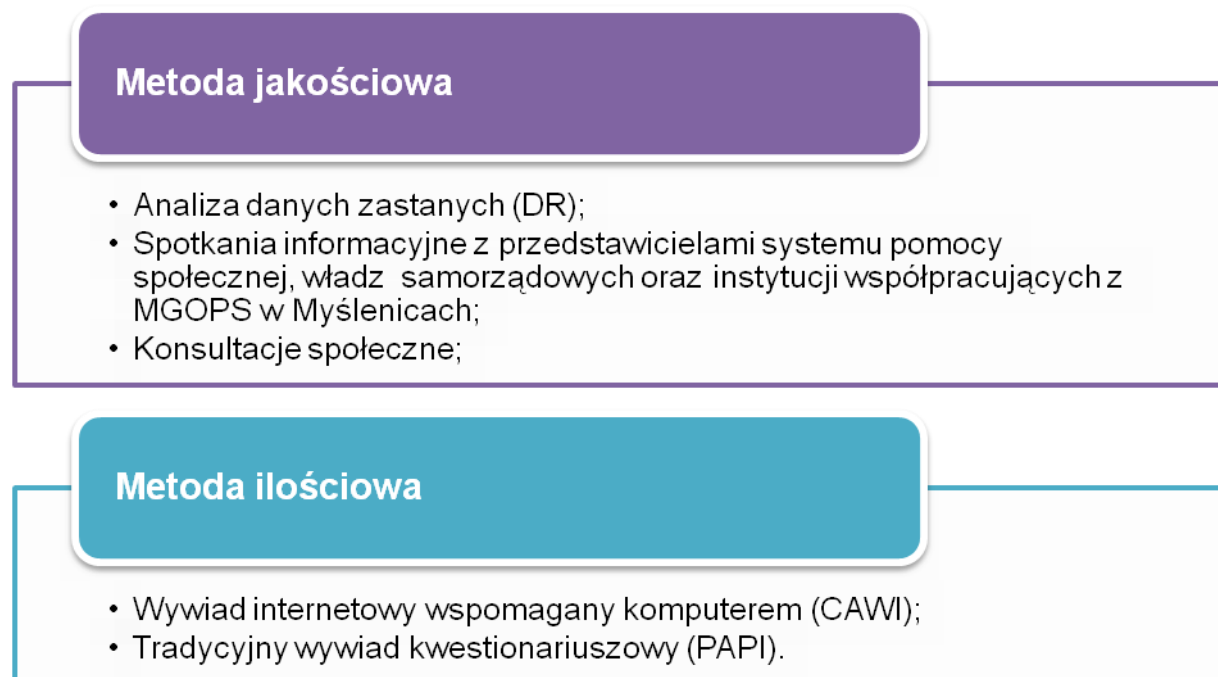 Metoda jakościowa
• Analiza danych zastanych (DR);
• Spotkania informacyjne z przedstawicielami systemu pomocy
społecznej, władz samorządowych oraz instytucji współpracujących z
MGOPS w Myślenicach;
• Konsultacje społeczne;
Metoda ilościowa
• Wywiad internetowy wspomagany komputerem (CAWI);
• Tradycyjny wywiad kwestionariuszowy (PAPI).